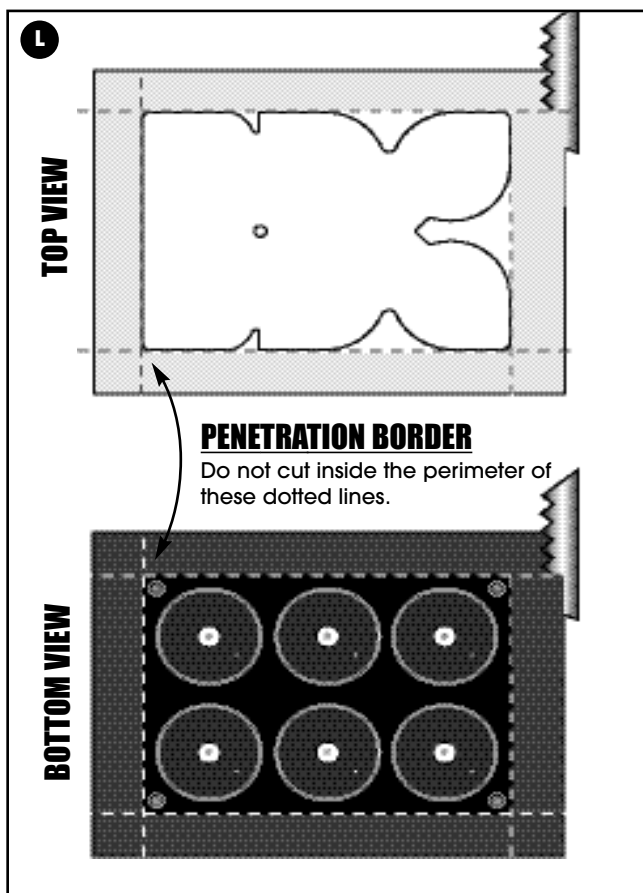 L
TOP VIEW
PENETRATION BORDER
Do not cut inside the perimeter of
these dotted lines.
BOTTOM VIEW